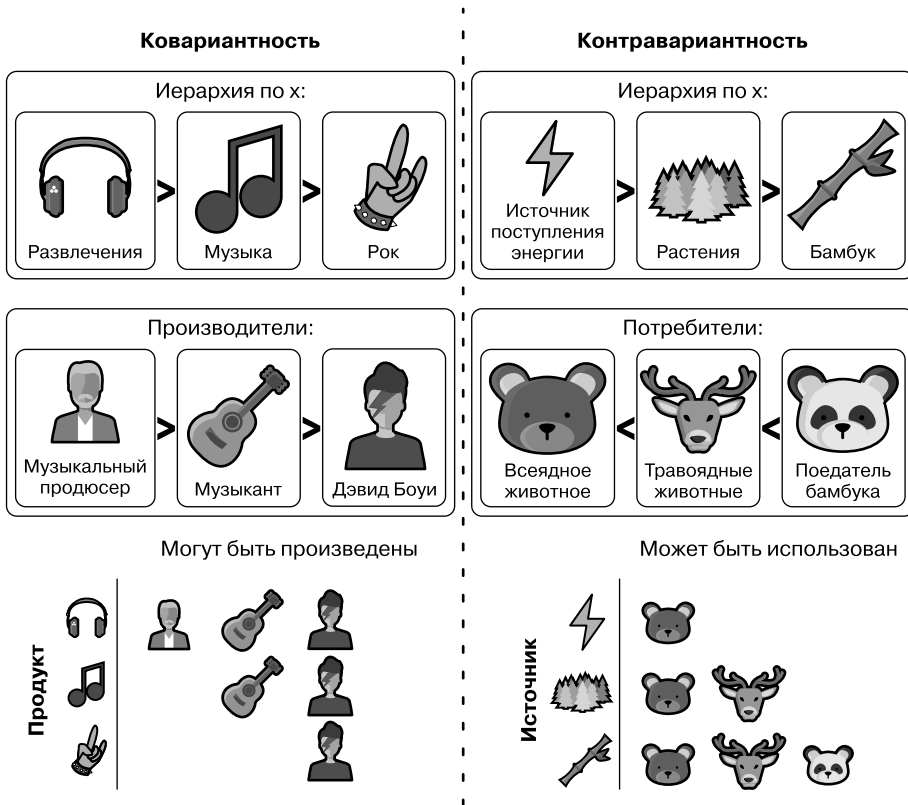 Ковариантность
Контравариантность
Иерархия по x:
Развлечения
>
Музыка
>
Рок
Иерархия по x:
Источник
поступления
энергии
>
Растения
>
Бамбук
Производители:
Музыкальный
продюсер
>
Музыкант
>
Дэвид Боуи
Потребители:
Всеядное
животное
<
Травоядные
животные
<
Поедатель
бамбука
Могут быть произведены
Продукт
Может быть использован
Источник